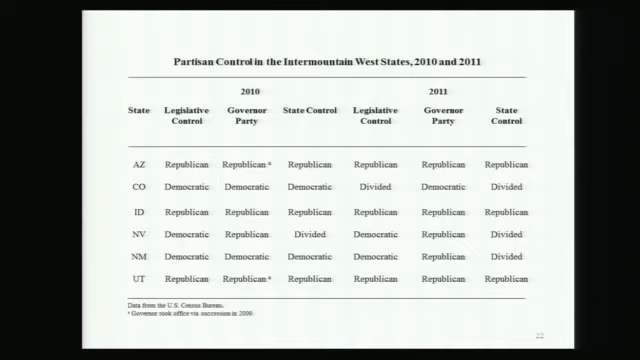 Partisan Control in the Intermountain West States, 2010 and 2011
2010 2011
State Legislative Control Governor Party State Control Legislative Control Governor Party State Control
AZ Republican Republican a Republican Republican Republican Republican
CO Democratic Democratic Democratic Divided Democratic Divided
ID Republican Republican Republican Republican Republican Republican
NV Democratic Republican Divided Democratic Republican Divided
NM Democratic Democratic Democratic Democratic Republican Divided
UT Republican Republican a Republican Republican Republican Republican
Data from the U.S. Census Bureau.
a Governor took office via succession in 2009.
22